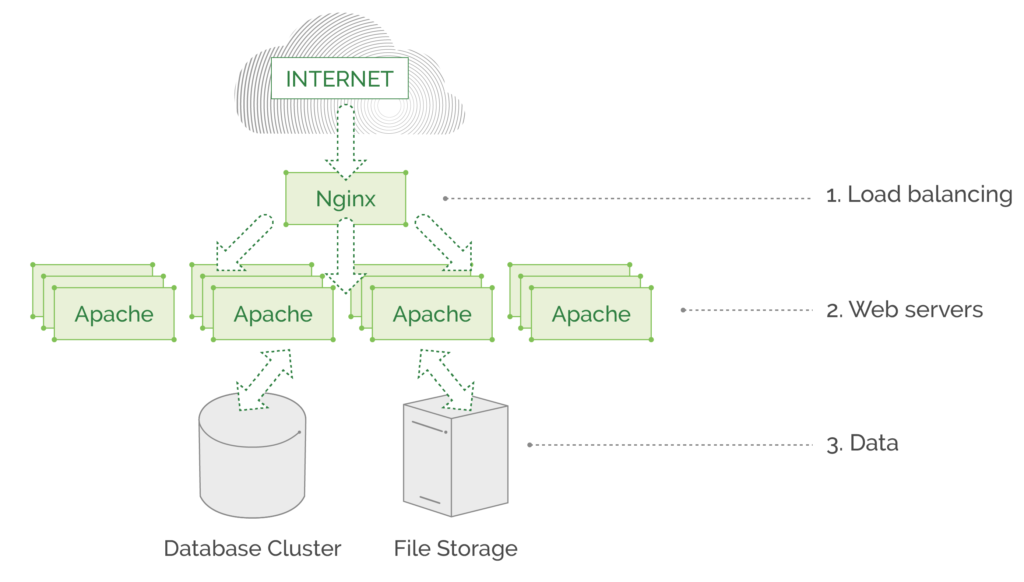 INTERNET
Nginx
1. Load balancing
Apache
Apache
Apache
Apache
2. Web servers
3. Data
Database Cluster
File Storage